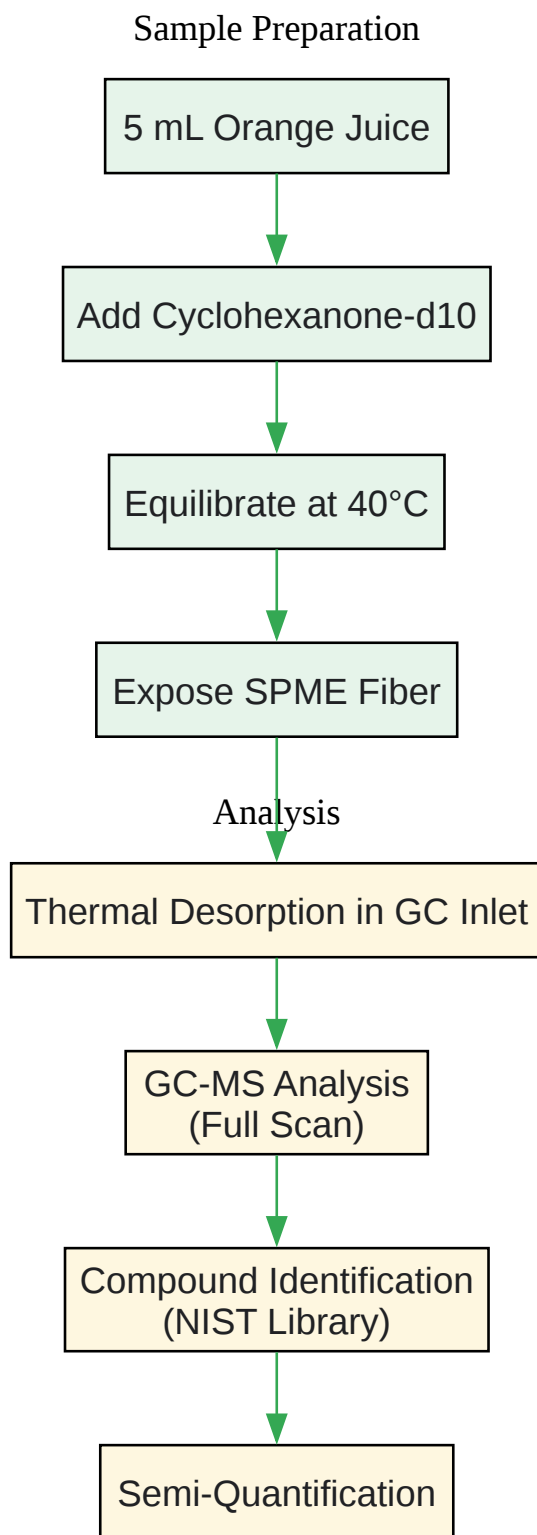 Sample Preparation
5 mL Orange Juice
Add Cyclohexanone-d10
Equilibrate at 40°C
Expose SPME Fiber
Analysis
Thermal Desorption in GC Inlet
GC-MS Analysis
(Full Scan)
Compound Identification
(NIST Library)
Semi-Quantification